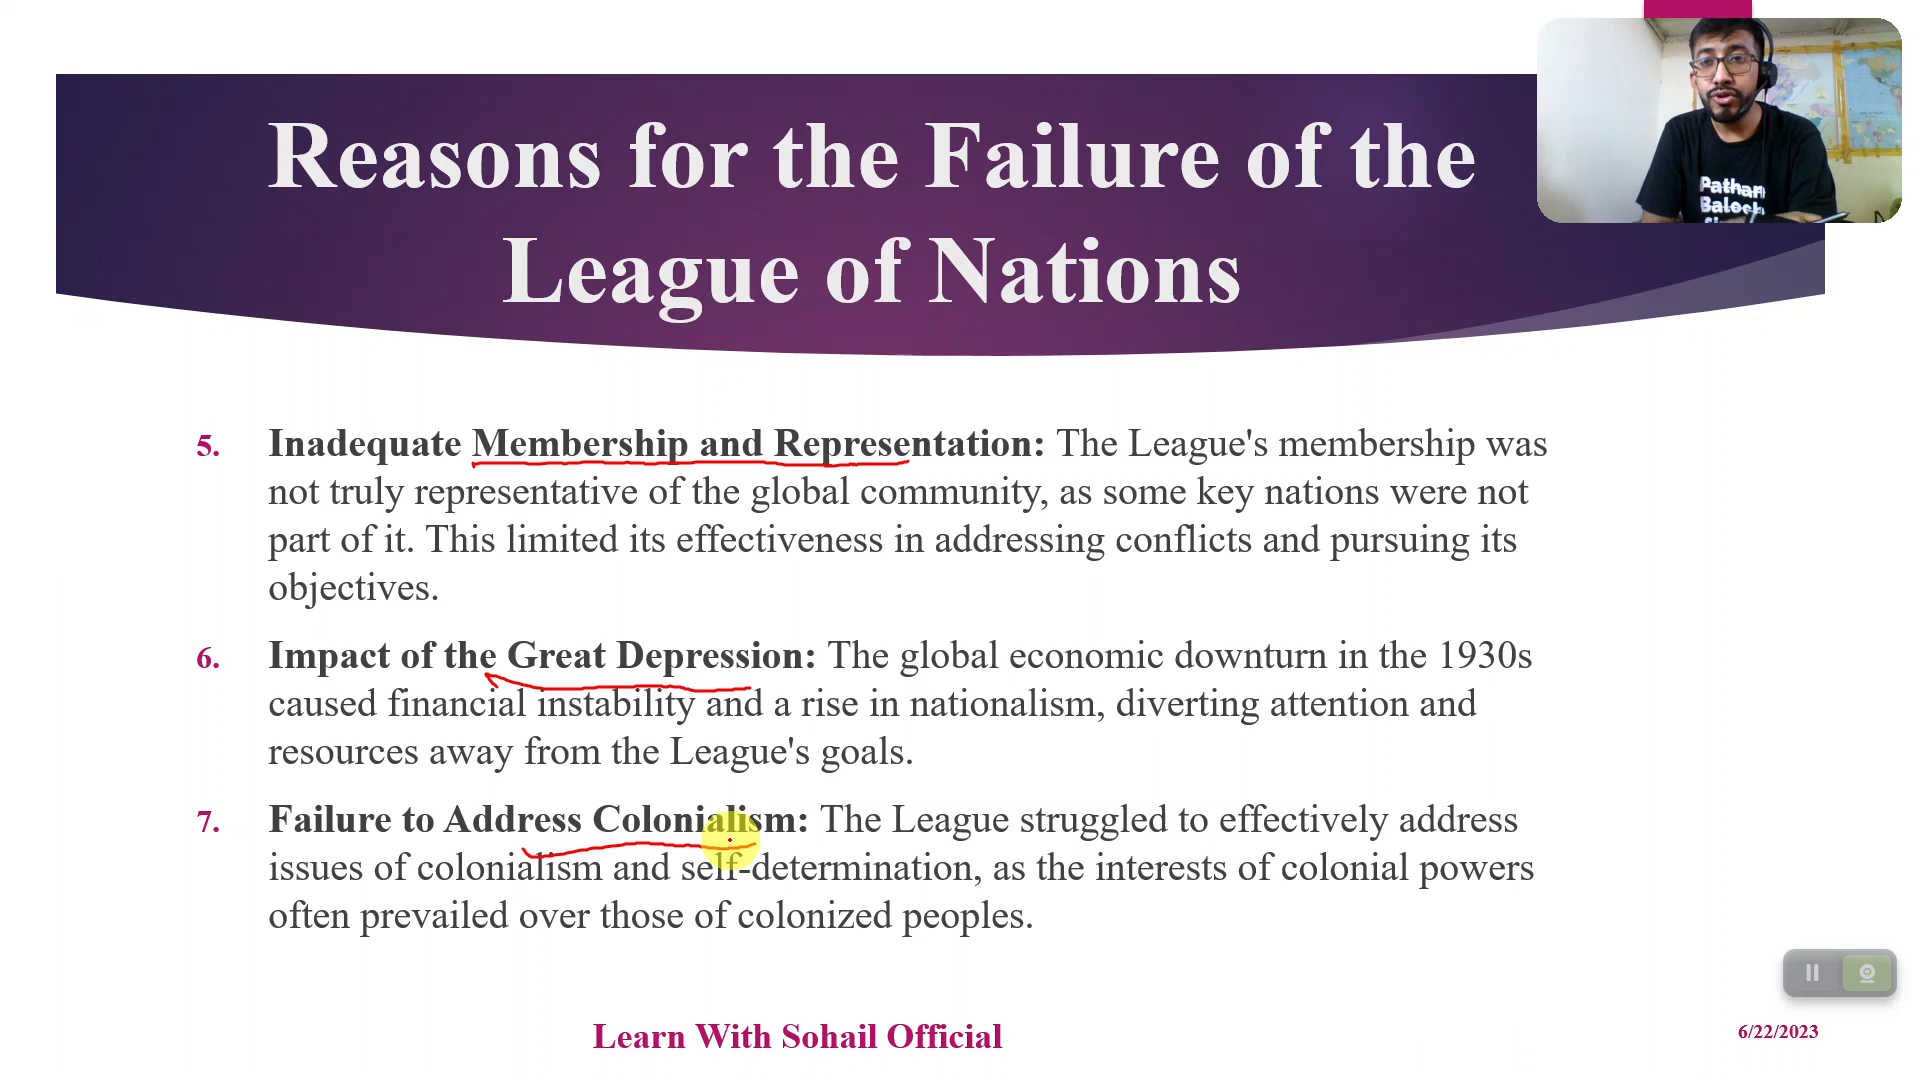 Reasons for the Failure of the
League of Nations
Pathan
Baloch
5. Inadequate Membership and Representation: The League's membership was
not truly representative of the global community, as some key nations were not
part of it. This limited its effectiveness in addressing conflicts and pursuing its
objectives.
6. Impact of the Great Depression: The global economic downturn in the 1930s
caused financial instability and a rise in nationalism, diverting attention and
resources away from the League's goals.
7. Failure to Address Colonialism: The League struggled to effectively address
issues of colonialism and self-determination, as the interests of colonial powers
often prevailed over those of colonized peoples.
Learn With Sohail Official
6/22/2023